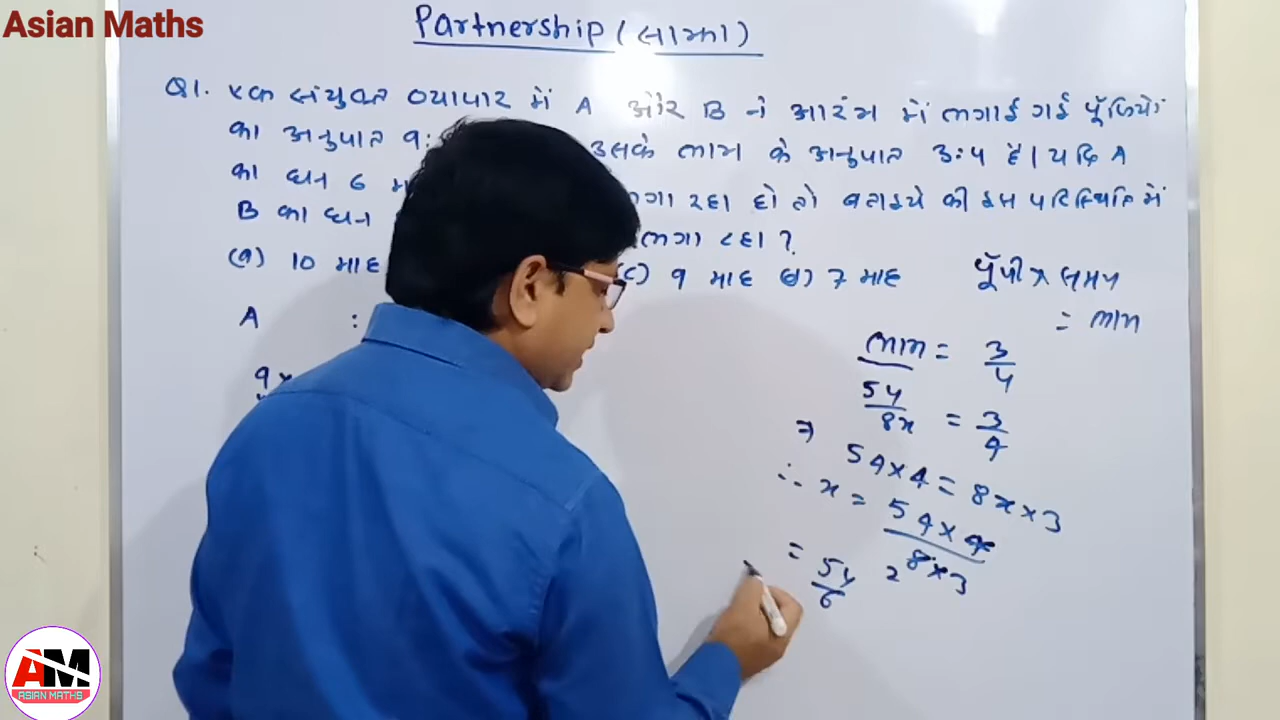 Asian Maths
Partnership (साझा)
Q1. एक संयुक्त व्यापार में A और B ने आरंभ में लगाई गई पूँजियों
का अनुपात 9: उसके लाभ के अनुपात 3:4 है। यदि A
का धन 6 लगा रहा हो तो बताइये की इस परिस्थिति में
B का धन लगा रहा ?
(a) 10 माह (c) 9 माह (d) 7 माह
पूँजी × समय
= लाभ
A :
9×
लाभ = 3/4
54/8x = 3/4
⇒ 54×4 = 8x×3
∴ x = 54×4 / 8×3
2
= 54/6
AM
ASIAN MATHS